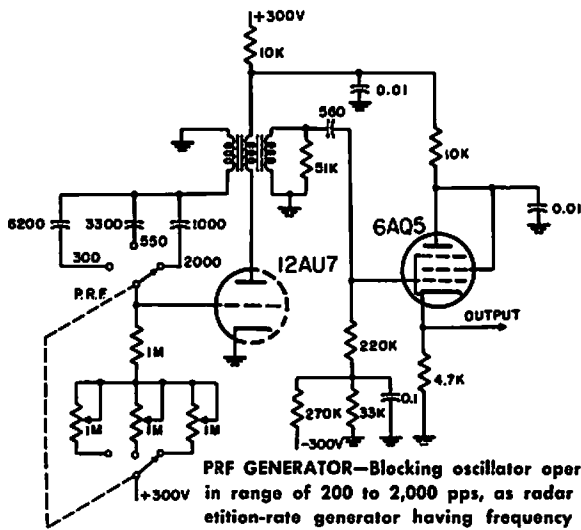 +300V
10K
0.01
560
51K
10K
0.01
6200
3300
1000
550
300
2000
P.R.F.
12AU7
6AQ5
OUTPUT
1M
220K
4.7K
1M
1M
1M
270K
33K
0.1
-300V
+300V
PRF GENERATOR—Blocking oscillator oper
in range of 200 to 2,000 pps, as radar
etition-rate generator having frequency